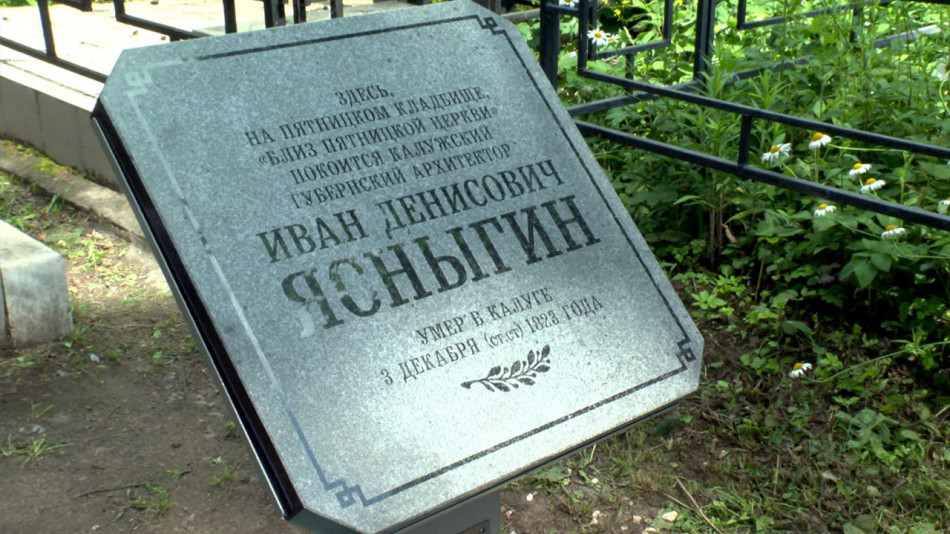 ЗДЕСЬ,
НА ПЯТНИЦКОМ КЛАДБИЩЕ,
«БЛИЗ ПЯТНИЦКОЙ ЦЕРКВИ»
ПОКОИТСЯ КАЛУЖСКИЙ
ГУБЕРНСКИЙ АРХИТЕКТОР
ИВАН ДЕНИСОВИЧ
ЯСНЫГИН
УМЕР В КАЛУГЕ
3 ДЕКАБРЯ (ст.ст) 1823 ГОДА